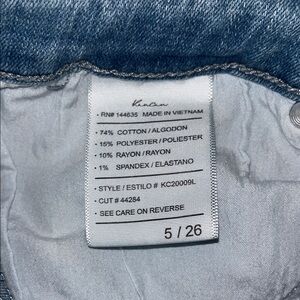 KanCan
· RN# 144635 MADE IN VIETNAM
· 74% COTTON / ALGODON
· 15% POLYESTER / POLIESTER
· 10% RAYON / RAYON
· 1% SPANDEX / ELASTANO
· STYLE / ESTILO # KC20009L
· CUT # 44284
→ SEE CARE ON REVERSE
5 / 26